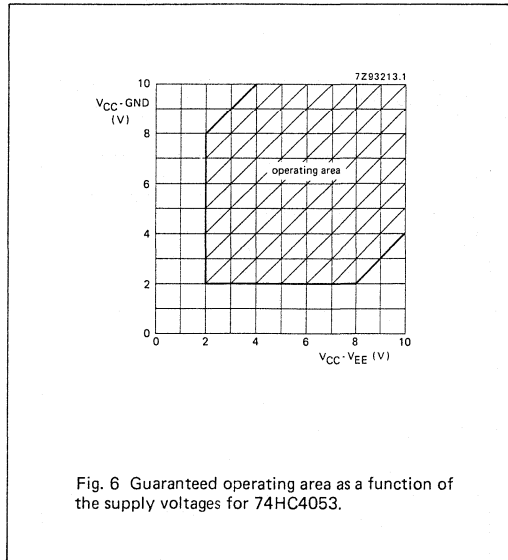 7Z93213.1
10
VCC-GND
(V)
8
operating area
6
4
2
0
0 2 4 6 8 10
VCC-VEE (V)
Fig. 6 Guaranteed operating area as a function of
the supply voltages for 74HC4053.